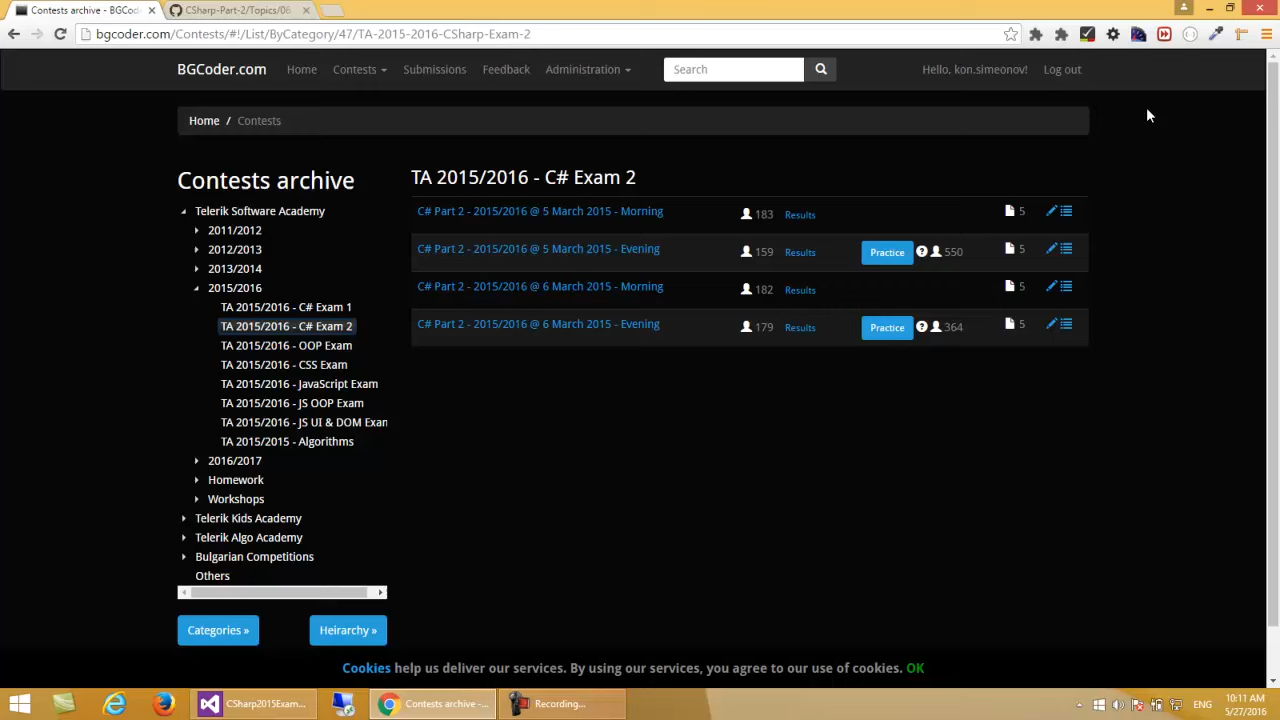 Contests archive - BGCod
CSharp-Part-2/Topics/06
bgcoder.com/Contests/#!/List/ByCategory/47/TA-2015-2016-CSharp-Exam-2
BGCoder.com Home Contests Submissions Feedback Administration Search Hello, kon.simeonov! Log out
Home / Contests
Contests archive
Telerik Software Academy
2011/2012
2012/2013
2013/2014
2015/2016
TA 2015/2016 - C# Exam 1
TA 2015/2016 - C# Exam 2
TA 2015/2016 - OOP Exam
TA 2015/2016 - CSS Exam
TA 2015/2016 - JavaScript Exam
TA 2015/2016 - JS OOP Exam
TA 2015/2016 - JS UI & DOM Exan
TA 2015/2015 - Algorithms
2016/2017
Homework
Workshops
Telerik Kids Academy
Telerik Algo Academy
Bulgarian Competitions
Others
Categories »
Heirarchy »
TA 2015/2016 - C# Exam 2
C# Part 2 - 2015/2016 @ 5 March 2015 - Morning 183 Results 5
C# Part 2 - 2015/2016 @ 5 March 2015 - Evening 159 Results Practice 550 5
C# Part 2 - 2015/2016 @ 6 March 2015 - Morning 182 Results 5
C# Part 2 - 2015/2016 @ 6 March 2015 - Evening 179 Results Practice 364 5
Cookies help us deliver our services. By using our services, you agree to our use of cookies. OK
CSharp2015Exam...
Contests archive -...
Recording...
ENG
10:11 AM
5/27/2016